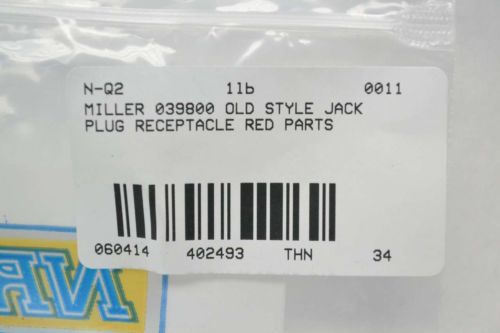 N-Q2 1lb 0011
MILLER 039800 OLD STYLE JACK
PLUG RECEPTACLE RED PARTS
060414 402493 THN 34